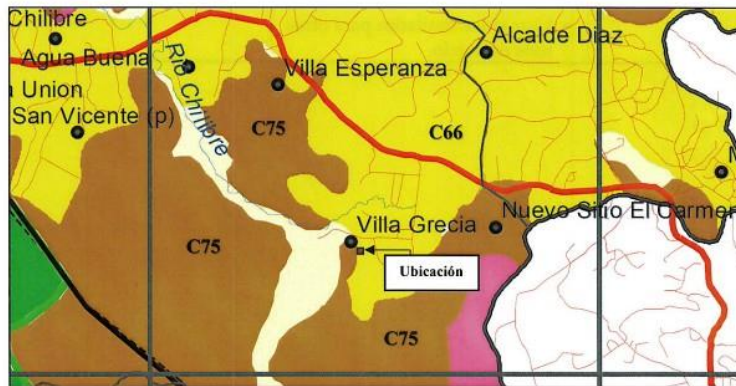 Chilibre
Alcalde Diaz
Agua Buena
Río Chilibre
Villa Esperanza
Union
San Vicente (p)
C75
C66
C75
Villa Grecia
Nuevo Sitio El Carmen
Ubicación
C75